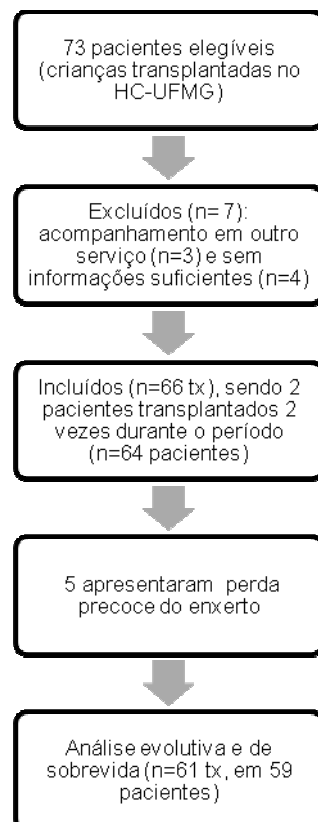 73 pacientes elegíveis
(crianças transplantadas no
HC-UFMG)
Excluídos (n= 7):
acompanhamento em outro
serviço (n=3) e sem
informações suficientes (n=4)
Incluídos (n=66 tx), sendo 2
pacientes transplantados 2
vezes durante o período
(n=64 pacientes)
5 apresentaram perda
precoce do enxerto
Análise evolutiva e de
sobrevida (n=61 tx, em 59
pacientes)